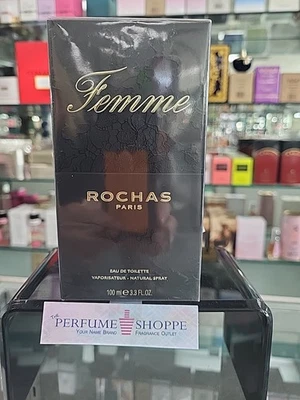 Femme
ROCHAS
PARIS
EAU DE TOILETTE
VAPORISATEUR - NATURAL SPRAY
100 ml e 3.3 FL.OZ.
The PERFUME SHOPPE
Your Name Brand Fragrance Outlet